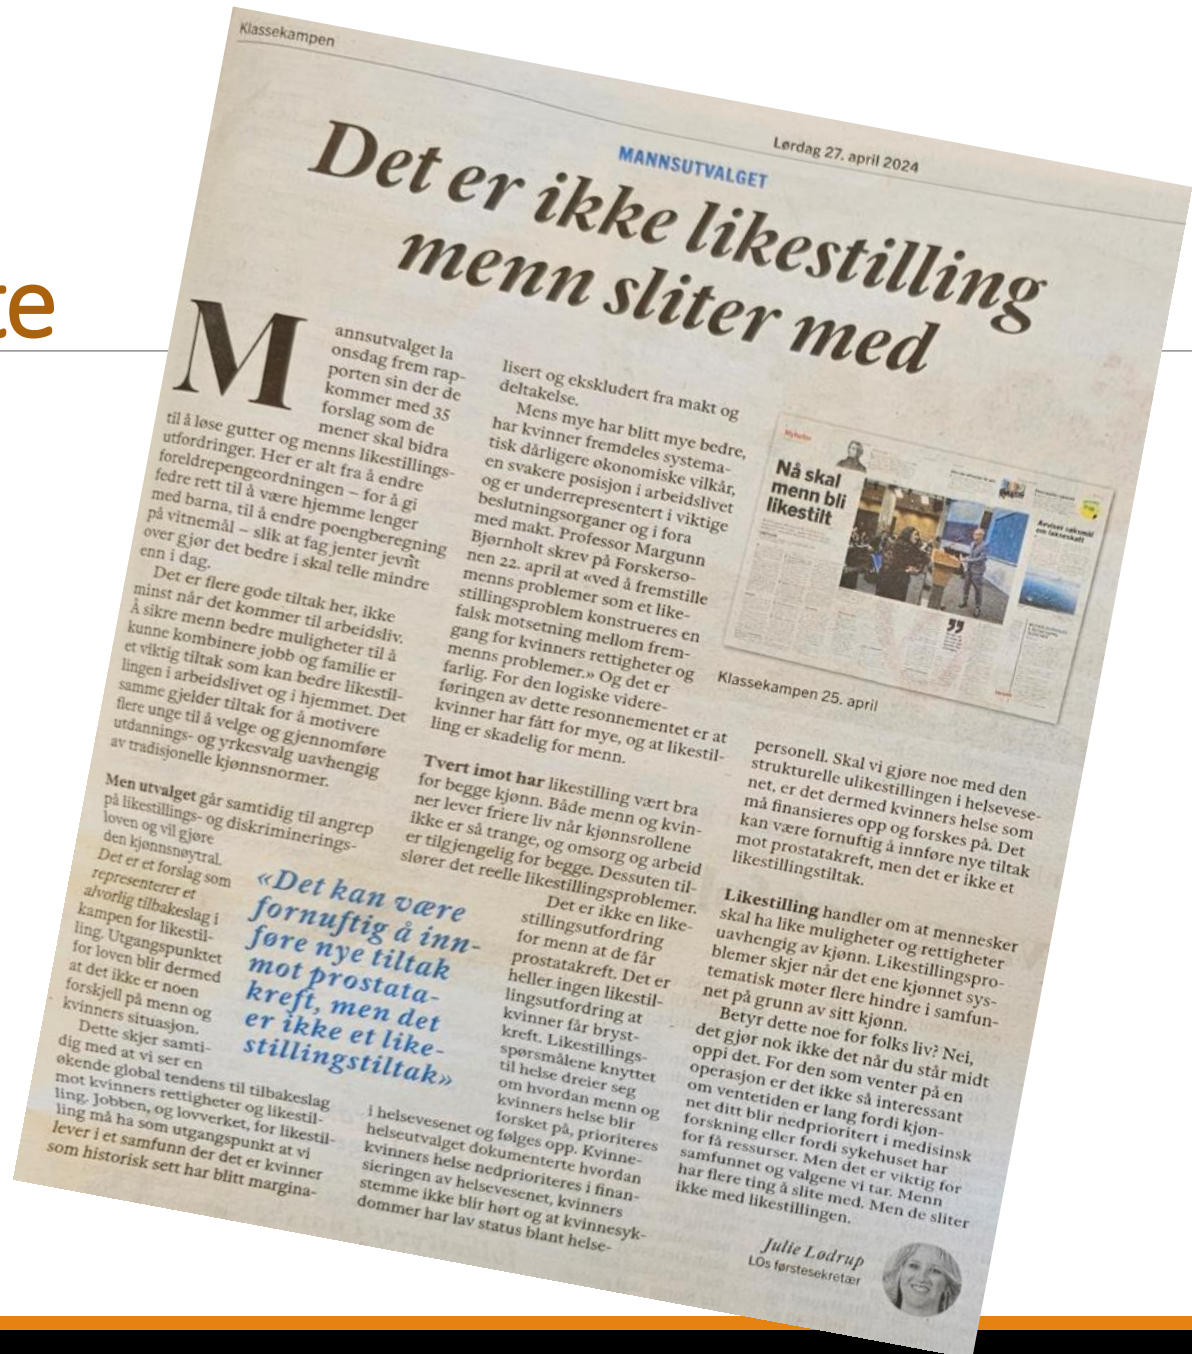 te
Klassekampen
Lørdag 27. april 2024
MANNSUTVALGET
Det er ikke likestilling
menn sliter med
Mannsutvalget la
onsdag frem rap-
porten sin der de
kommer med 35
forslag som de
mener skal bidra
til å løse gutter og menns likestillings-
utfordringer. Her er alt fra å endre
foreldrepengeordningen – for å gi
fedre rett til å være hjemme lenger
med barna, til å endre poengberegning
på vitnemål – slik at fag jenter jevnt
over gjør det bedre i skal telle mindre
enn i dag.
Det er flere gode tiltak her, ikke
minst når det kommer til arbeidsliv.
Å sikre menn bedre muligheter til å
kunne kombinere jobb og familie er
et viktig tiltak som kan bedre likestil-
lingen i arbeidslivet og i hjemmet. Det
samme gjelder tiltak for å motivere
flere unge til å velge og gjennomføre
utdannings- og yrkesvalg uavhengig
av tradisjonelle kjønnsnormer.
Men utvalget går samtidig til angrep
på likestillings- og diskriminerings-
loven og vil gjøre
den kjønnsnøytral.
Det er et forslag som
representerer et
alvorlig tilbakeslag i
kampen for likestil-
ling. Utgangspunktet
for loven blir dermed
at det ikke er noen
forskjell på menn og
kvinners situasjon.
Dette skjer samti-
dig med at vi ser en
økende global tendens til tilbakeslag
mot kvinners rettigheter og likestil-
ling. Jobben, og lovverket, for likestil-
ling må ha som utgangspunkt at vi
lever i et samfunn der det er kvinner
som historisk sett har blitt margina-
«Det kan være
fornuftig å inn-
føre nye tiltak
mot prostata-
kreft, men det
er ikke et like-
stillingstiltak»
lisert og ekskludert fra makt og
deltakelse.
Mens mye har blitt mye bedre,
har kvinner fremdeles systema-
tisk dårligere økonomiske vilkår,
en svakere posisjon i arbeidslivet
og er underrepresentert i viktige
beslutningsorganer og i fora
med makt. Professor Margunn
Bjørnholt skrev på Forskerso-
nen 22. april at «ved å fremstille
menns problemer som et like-
stillingsproblem konstrueres en
falsk motsetning mellom frem-
gang for kvinners rettigheter og
menns problemer.» Og det er
farlig. For den logiske videre-
føringen av dette resonnementet er at
kvinner har fått for mye, og at likestil-
ling er skadelig for menn.
Tvert imot har likestilling vært bra
for begge kjønn. Både menn og kvin-
ner lever friere liv når kjønnsrollene
ikke er så trange, og omsorg og arbeid
er tilgjengelig for begge. Dessuten til-
slører det reelle likestillingsproblemer.
Det er ikke en like-
stillingsutfordring
for menn at de får
prostatakreft. Det er
heller ingen likestil-
lingsutfordring at
kvinner får bryst-
kreft. Likestillings-
spørsmålene knyttet
til helse dreier seg
om hvordan menn og
kvinners helse blir
forsket på, prioriteres
i helsevesenet og følges opp. Kvinne-
helseutvalget dokumenterte hvordan
kvinners helse nedprioriteres i finan-
sieringen av helsevesenet, kvinners
stemme ikke blir hørt og at kvinnesyk-
dommer har lav status blant helse-
Nyheter
Nå skal
menn bli
likestilt
Avviser søksmål
om lakseskatt
Klassekampen 25. april
personell. Skal vi gjøre noe med den
strukturelle ulikestillingen i helsevese-
net, er det dermed kvinners helse som
må finansieres opp og forskes på. Det
kan være fornuftig å innføre nye tiltak
mot prostatakreft, men det er ikke et
likestillingstiltak.
Likestilling handler om at mennesker
skal ha like muligheter og rettigheter
uavhengig av kjønn. Likestillingspro-
blemer skjer når det ene kjønnet sys-
tematisk møter flere hindre i samfun-
net på grunn av sitt kjønn.
Betyr dette noe for folks liv? Nei,
det gjør nok ikke det når du står midt
oppi det. For den som venter på en
operasjon er det ikke så interessant
om ventetiden er lang fordi kjøn-
net ditt blir nedprioritert i medisinsk
forskning eller fordi sykehuset har
for få ressurser. Men det er viktig for
samfunnet og valgene vi tar. Menn
har flere ting å slite med. Men de sliter
ikke med likestillingen.
Julie Lødrup
LOs førstesekretær